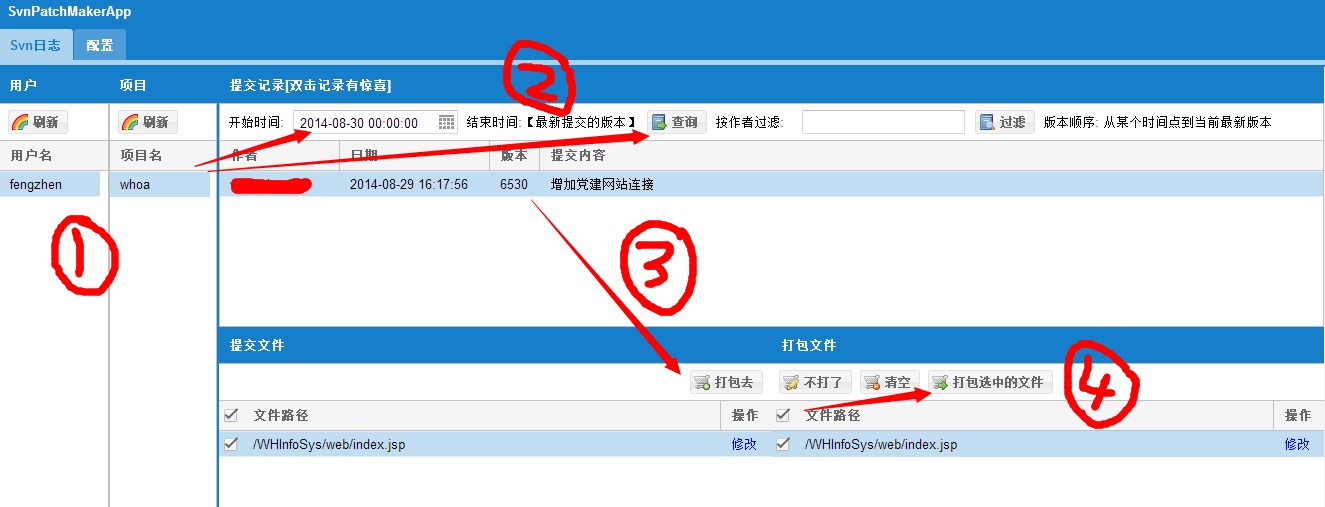 SvnPatchMakerApp
Svn日志 配置
用户 项目 提交记录[双击记录有惊喜]
刷新 刷新 开始时间: 2014-08-30 00:00:00 结束时间:【最新提交的版本】 查询 按作者过滤: 过滤 版本顺序: 从某个时间点到当前最新版本
用户名 项目名 作者 日期 版本 提交内容
fengzhen whoa 2014-08-29 16:17:56 6530 增加党建网站连接
1
2
3
提交文件 打包文件
打包去 不打了 清空 打包选中的文件
4
文件路径 操作 文件路径 操作
/WHInfoSys/web/index.jsp 修改 /WHInfoSys/web/index.jsp 修改